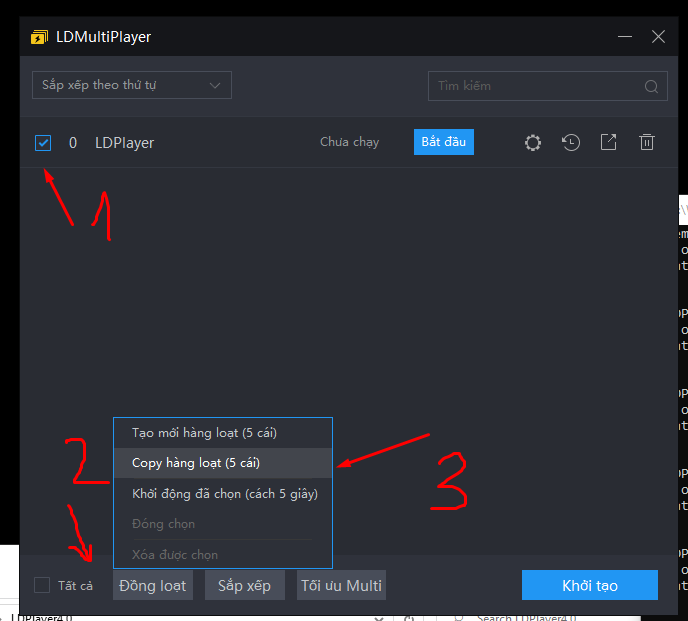 LDMultiPlayer
Sắp xếp theo thứ tự
Tìm kiếm
0 LDPlayer Chưa chạy Bắt đầu
1
Tạo mới hàng loạt (5 cái)
Copy hàng loạt (5 cái)
Khởi động đã chọn (cách 5 giây)
Đóng chọn
Xóa được chọn
2
3
Tất cả Đồng loạt Sắp xếp Tối ưu Multi Khởi tạo
LDPlayer4.0 Search LDPlayer4.0